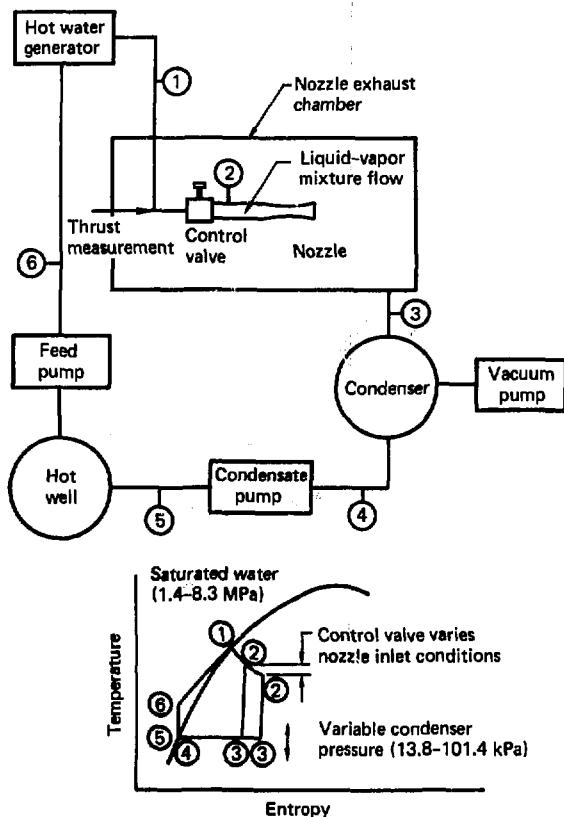 Hot water
generator
1
Nozzle exhaust
chamber
2
Liquid-vapor
mixture flow
Thrust
measurement
Control
valve
Nozzle
6
3
Feed
pump
Condenser
Vacuum
pump
Hot
well
Condensate
pump
5
4
Saturated water
(1.4-8.3 MPa)
1
2
Control valve varies
nozzle inlet conditions
2
6
5
4
3
3
Variable condenser
pressure (13.8-101.4 kPa)
Temperature
Entropy